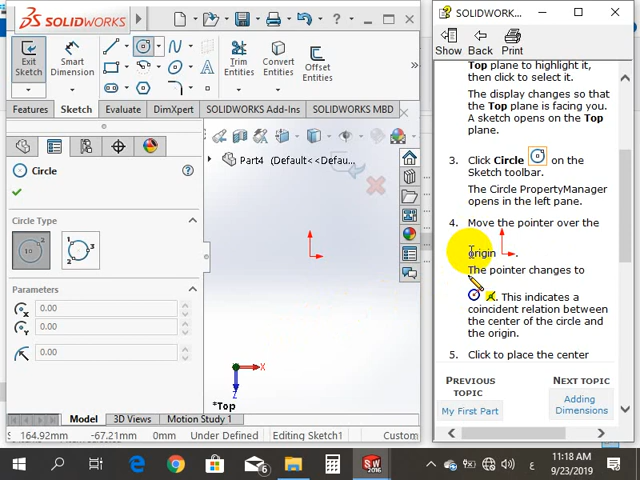 SOLIDWORKS
Exit
Sketch
Smart
Dimension
Trim
Entities
Convert
Entities
Offset
Entities
Features
Sketch
Evaluate
DimXpert
SOLIDWORKS Add-Ins
SOLIDWORKS MBD
Circle
Circle Type
Parameters
0.00
0.00
0.00
Part4 (Default<<Defau...
X
Z
*Top
Model
3D Views
Motion Study 1
S
164.92mm
-67.21mm
0mm
Under Defined
Editing Sketch1
Custom
SOLIDWORKS...
Show
Back
Print
Top plane to highlight it,
then click to select it.
The display changes so that
the Top plane is facing you.
A sketch opens on the Top
plane.
3. Click Circle on the
Sketch toolbar.
The Circle PropertyManager
opens in the left pane.
4. Move the pointer over the
origin .
The pointer changes to
. This indicates a
coincident relation between
the center of the circle and
the origin.
5. Click to place the center
PREVIOUS
TOPIC
My First Part
NEXT TOPIC
Adding
Dimensions
11:18 AM
9/23/2019
ع
6
SW
2016